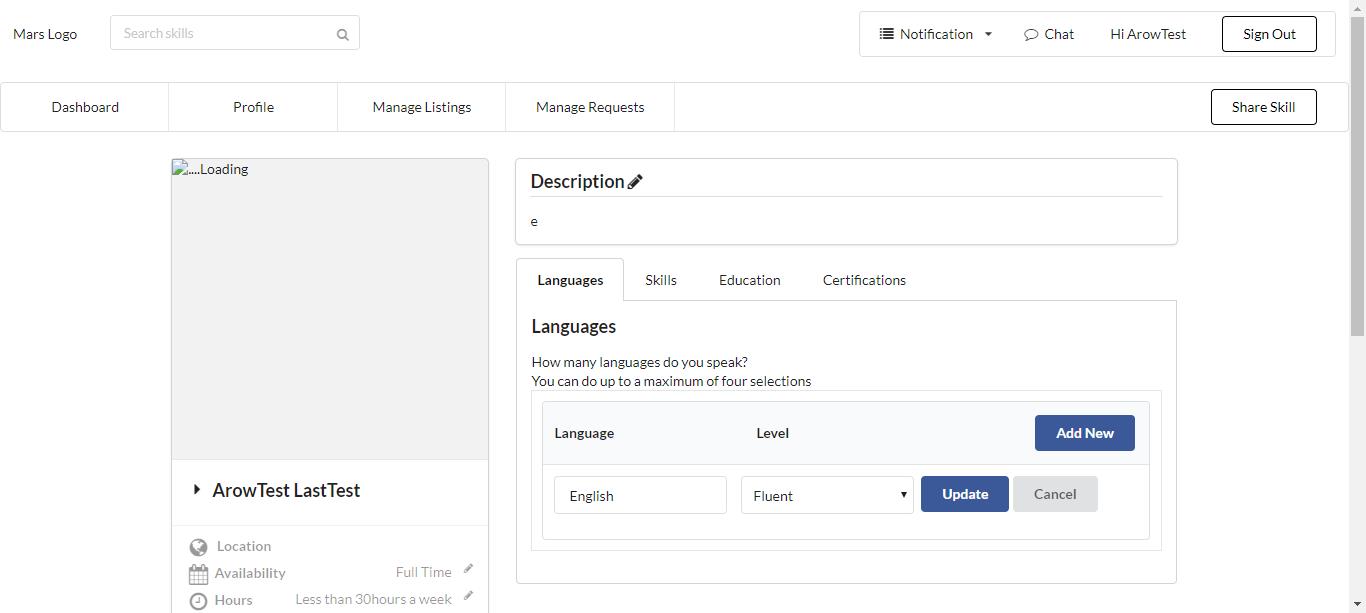 Mars Logo
Search skills
Notification
Chat
Hi ArowTest
Sign Out
Dashboard
Profile
Manage Listings
Manage Requests
Share Skill
....Loading
Description
e
Languages
Skills
Education
Certifications
Languages
How many languages do you speak?
You can do up to a maximum of four selections
Language
Level
Add New
English
Fluent
Update
Cancel
ArowTest LastTest
Location
Availability
Full Time
Hours
Less than 30hours a week